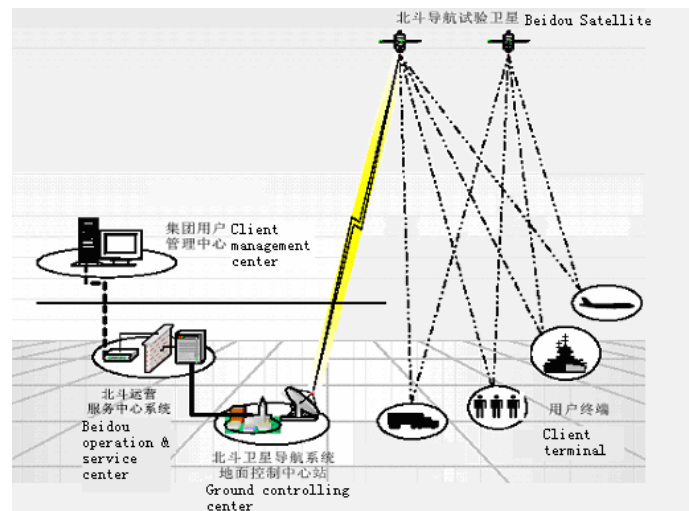 北斗导航试验卫星 Beidou Satellite
集团用户 Client
管理中心 management
center
北斗运营
服务中心系统
Beidou
operation &
service
center
北斗卫星导航系统
地面控制中心站
Ground controlling
center
用户终端
Client
terminal